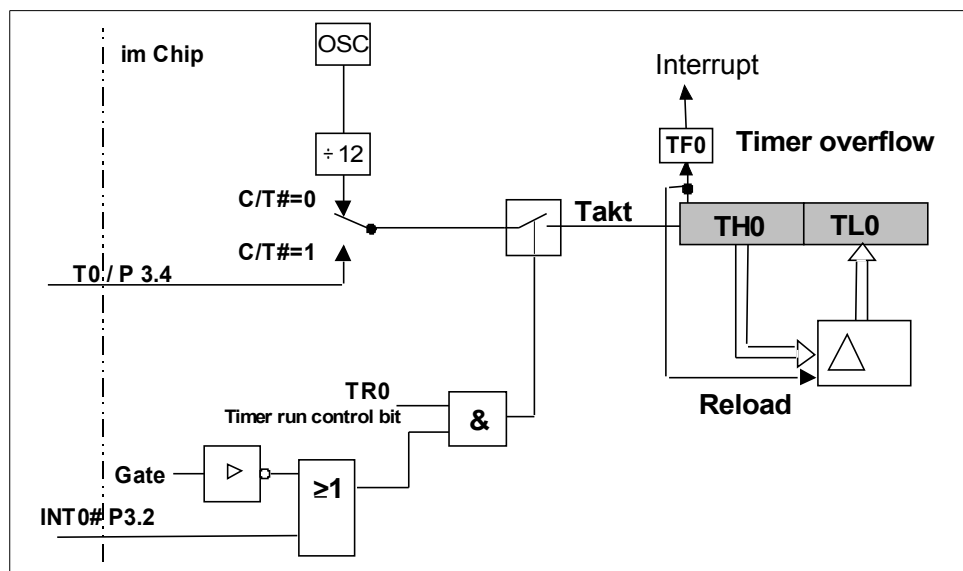 im Chip
OSC
÷ 12
Interrupt
TF0
Timer overflow
C/T#=0
Takt
TH0
TL0
C/T#=1
T0 / P 3.4
TR0
Timer run control bit
&
Reload
Gate
≥1
INT0# P3.2